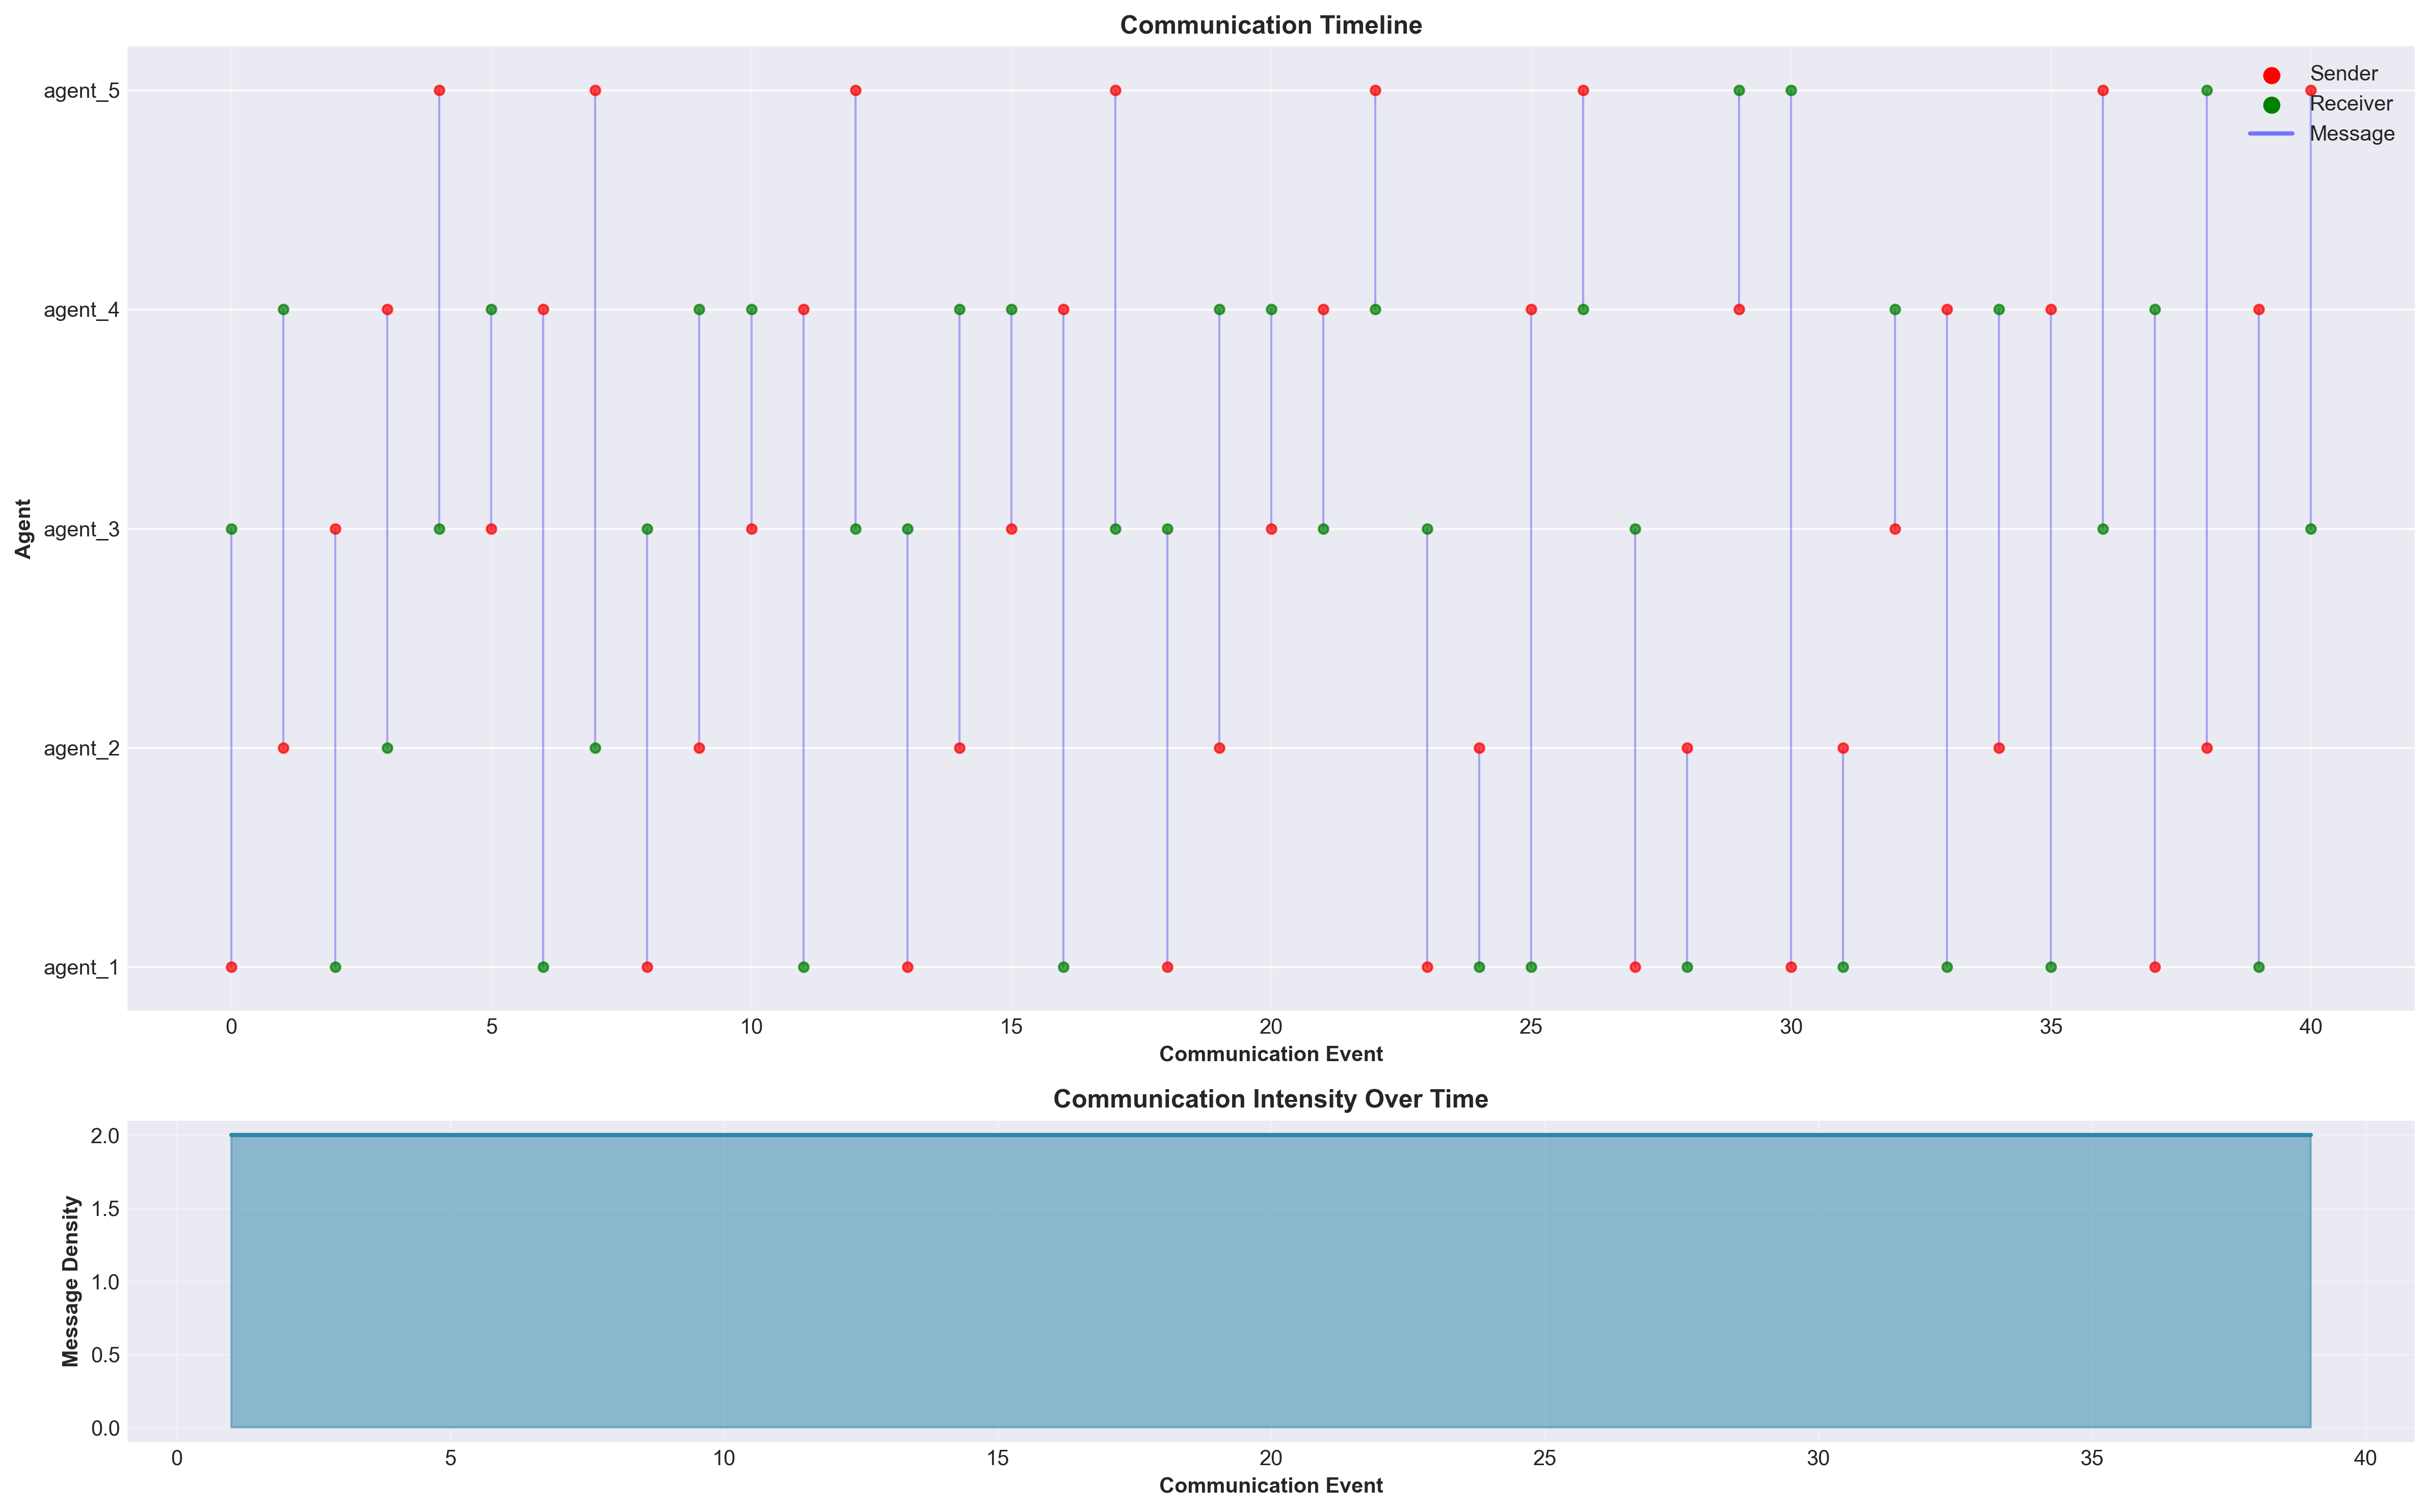 Communication Timeline
agent_5
agent_4
agent_3
agent_2
agent_1
Agent
Sender
Receiver
Message
0 5 10 15 20 25 30 35 40
Communication Event
Communication Intensity Over Time
2.0
1.5
1.0
0.5
0.0
Message Density
0 5 10 15 20 25 30 35 40
Communication Event